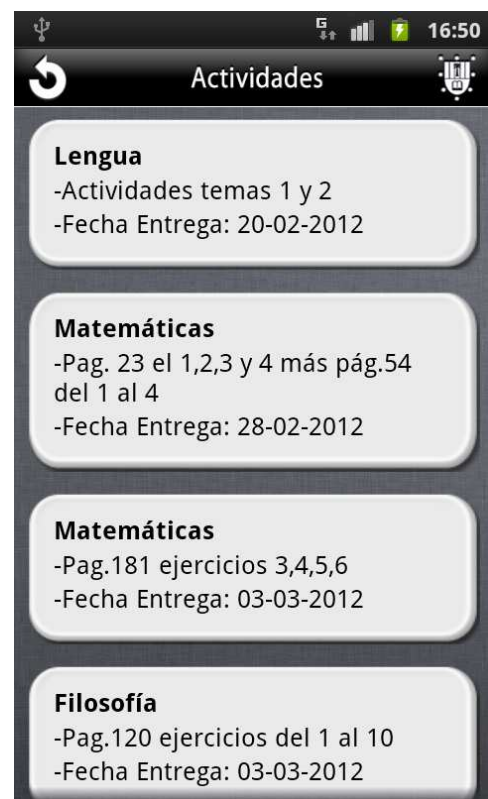 G
16:50
Actividades
Lengua
-Actividades temas 1 y 2
-Fecha Entrega: 20-02-2012
Matemáticas
-Pag. 23 el 1,2,3 y 4 más pág.54
del 1 al 4
-Fecha Entrega: 28-02-2012
Matemáticas
-Pag.181 ejercicios 3,4,5,6
-Fecha Entrega: 03-03-2012
Filosofía
-Pag.120 ejercicios del 1 al 10
-Fecha Entrega: 03-03-2012